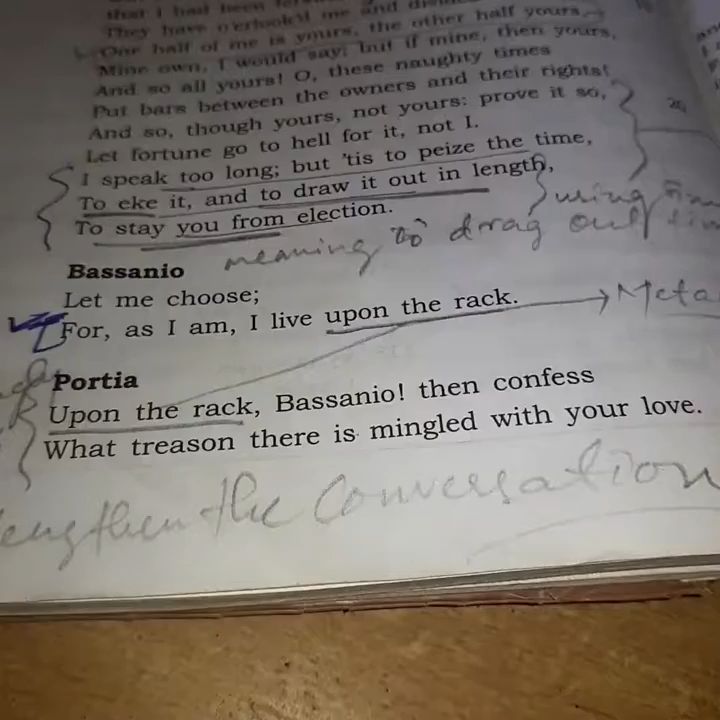 that I had been
They have o'erlook'd me and
One half of me is yours, the other half yours,
Mine own, I would say; but if mine, then yours,
And so all yours! O, these naughty times
Put bars between the owners and their rights!
And so, though yours, not yours: prove it so,
20
Let fortune go to hell for it, not I.
I speak too long; but 'tis to peize the time,
To eke it, and to draw it out in length,
To stay you from election.
using
meaning to drag out
Bassanio
Let me choose;
For, as I am, I live upon the rack.
Meta
Portia
Upon the rack, Bassanio! then confess
What treason there is mingled with your love.
lengthen the Conversation